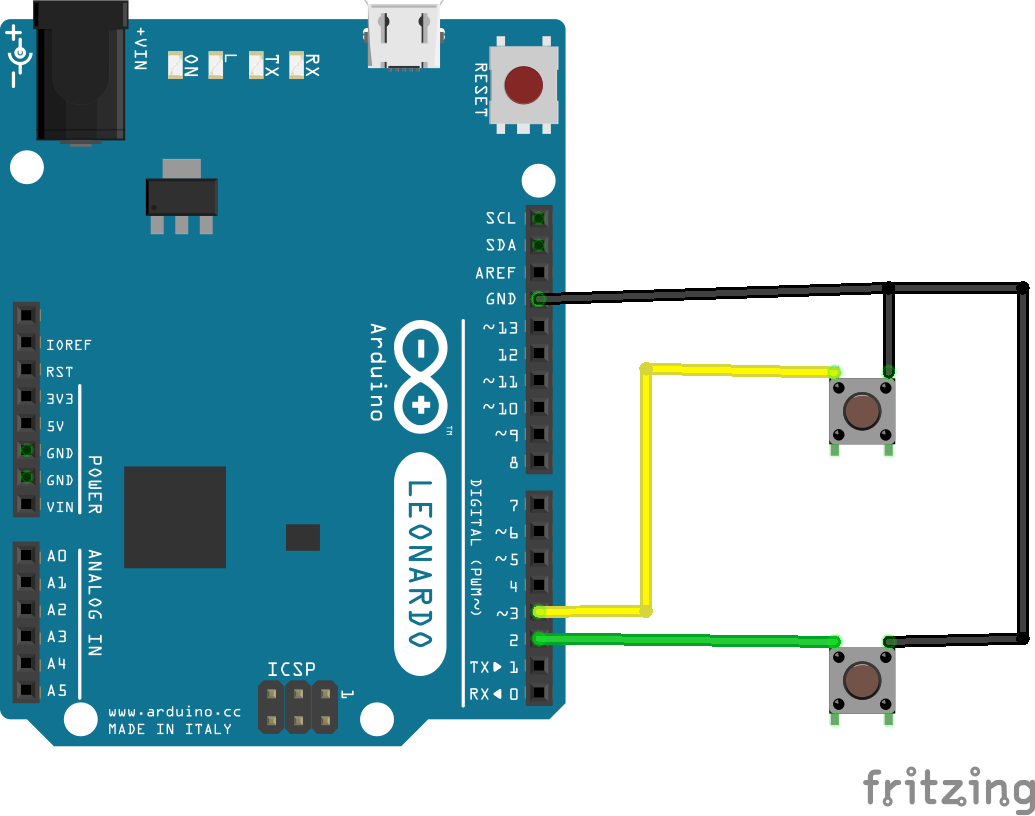 +
-
+VIN
ON
L
TX
RX
RESET
SCL
SDA
AREF
GND
~13
12
~11
~10
~9
8
7
~6
~5
4
~3
2
TX▶ 1
RX◀ 0
DIGITAL (PWM~)
IOREF
RST
3V3
5V
GND
GND
VIN
POWER
A0
A1
A2
A3
A4
A5
ANALOG IN
Arduino
- +
TM
LEONARDO
ICSP
1
www.arduino.cc
MADE IN ITALY
fritzing